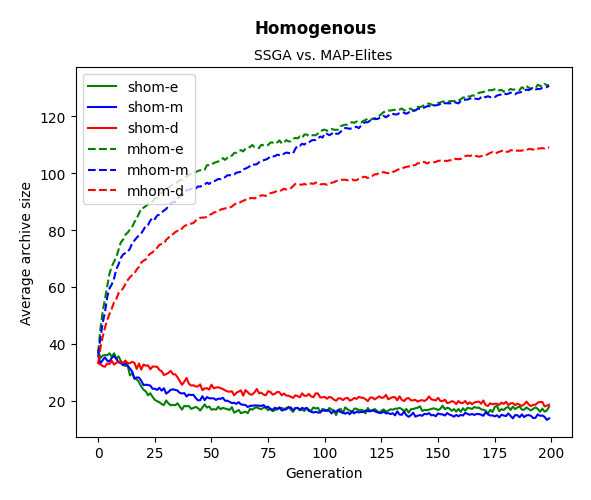 Homogenous
SSGA vs. MAP-Elites
shom-e
shom-m
shom-d
mhom-e
mhom-m
mhom-d
Average archive size
120
100
80
60
40
20
0 25 50 75 100 125 150 175 200
Generation